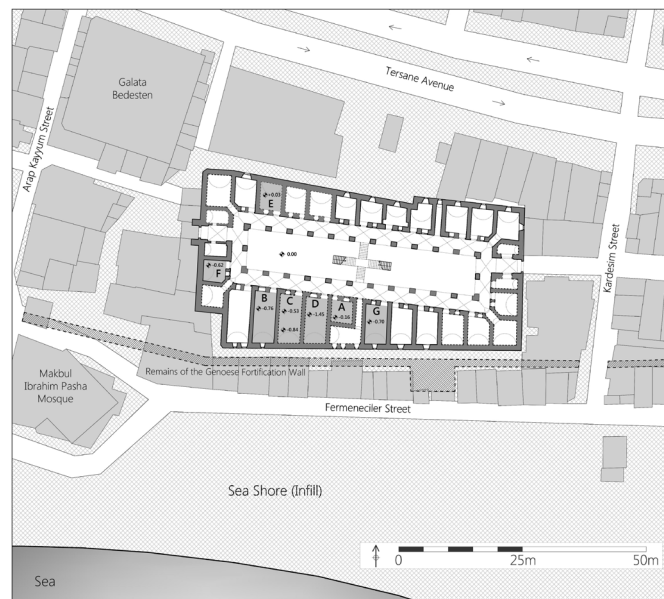 Tersane Avenue
Galata
Bedesten
Arap Kayyum Street
+0.03
E
0.00
-0.62
F
Kardesim Street
B
C
D
A
G
-0.76
-0.53
-1.45
-0.16
-0.70
-0.84
Remains of the Genoese Fortification Wall
Makbul
Ibrahim Pasha
Mosque
Fermeneciler Street
Sea Shore (Infill)
0
25m
50m
Sea